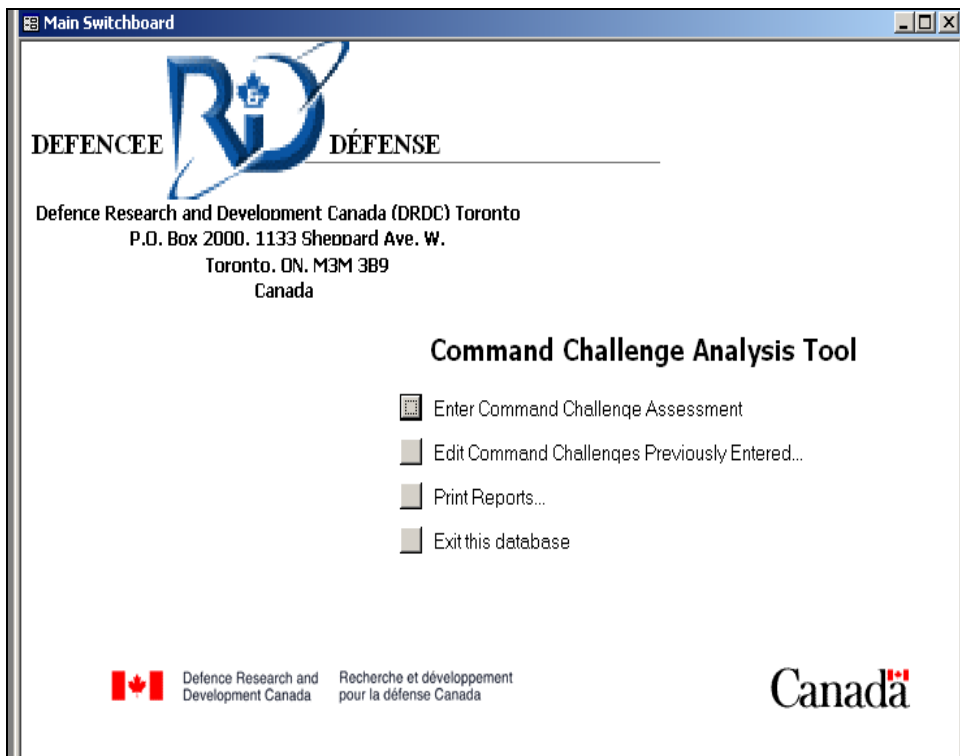 Main Switchboard
DEFENCEE R&D DÉFENSE
Defence Research and Development Canada (DRDC) Toronto
P.O. Box 2000. 1133 Sheppard Ave. W.
Toronto. ON. M3M 3B9
Canada
Command Challenge Analysis Tool
Enter Command Challenge Assessment
Edit Command Challenges Previously Entered...
Print Reports...
Exit this database
Defence Research and Development Canada
Recherche et développement pour la défense Canada
Canada